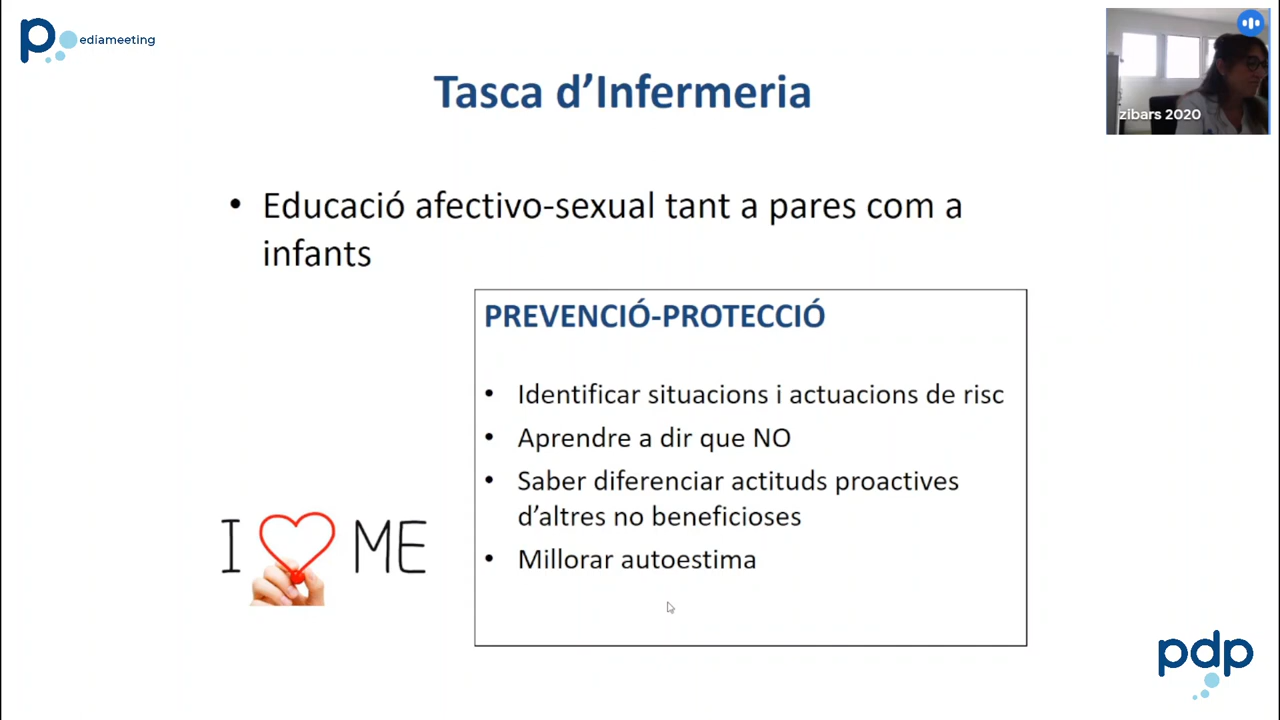 pediameeting
zibars 2020
Tasca d’Infermeria
• Educació afectivo-sexual tant a pares com a
infants
PREVENCIÓ-PROTECCIÓ
• Identificar situacions i actuacions de risc
• Aprendre a dir que NO
• Saber diferenciar actituds proactives
d’altres no beneficioses
• Millorar autoestima
I ME
pdp